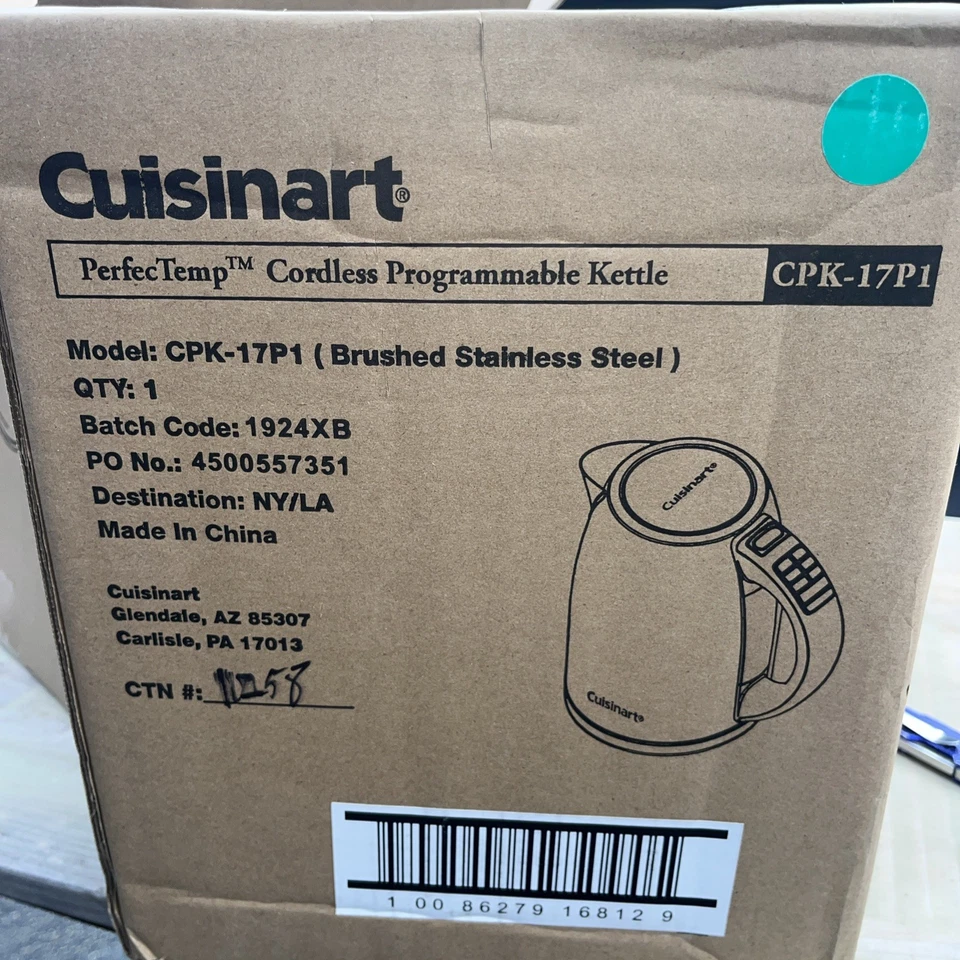 Cuisinart®
PerfecTemp™ Cordless Programmable Kettle CPK-17P1
Model: CPK-17P1 ( Brushed Stainless Steel )
QTY: 1
Batch Code: 1924XB
PO No.: 4500557351
Destination: NY/LA
Made In China
Cuisinart
Glendale, AZ 85307
Carlisle, PA 17013
CTN #:
Cuisinart®
Cuisinart®
1 00 86279 16812 9